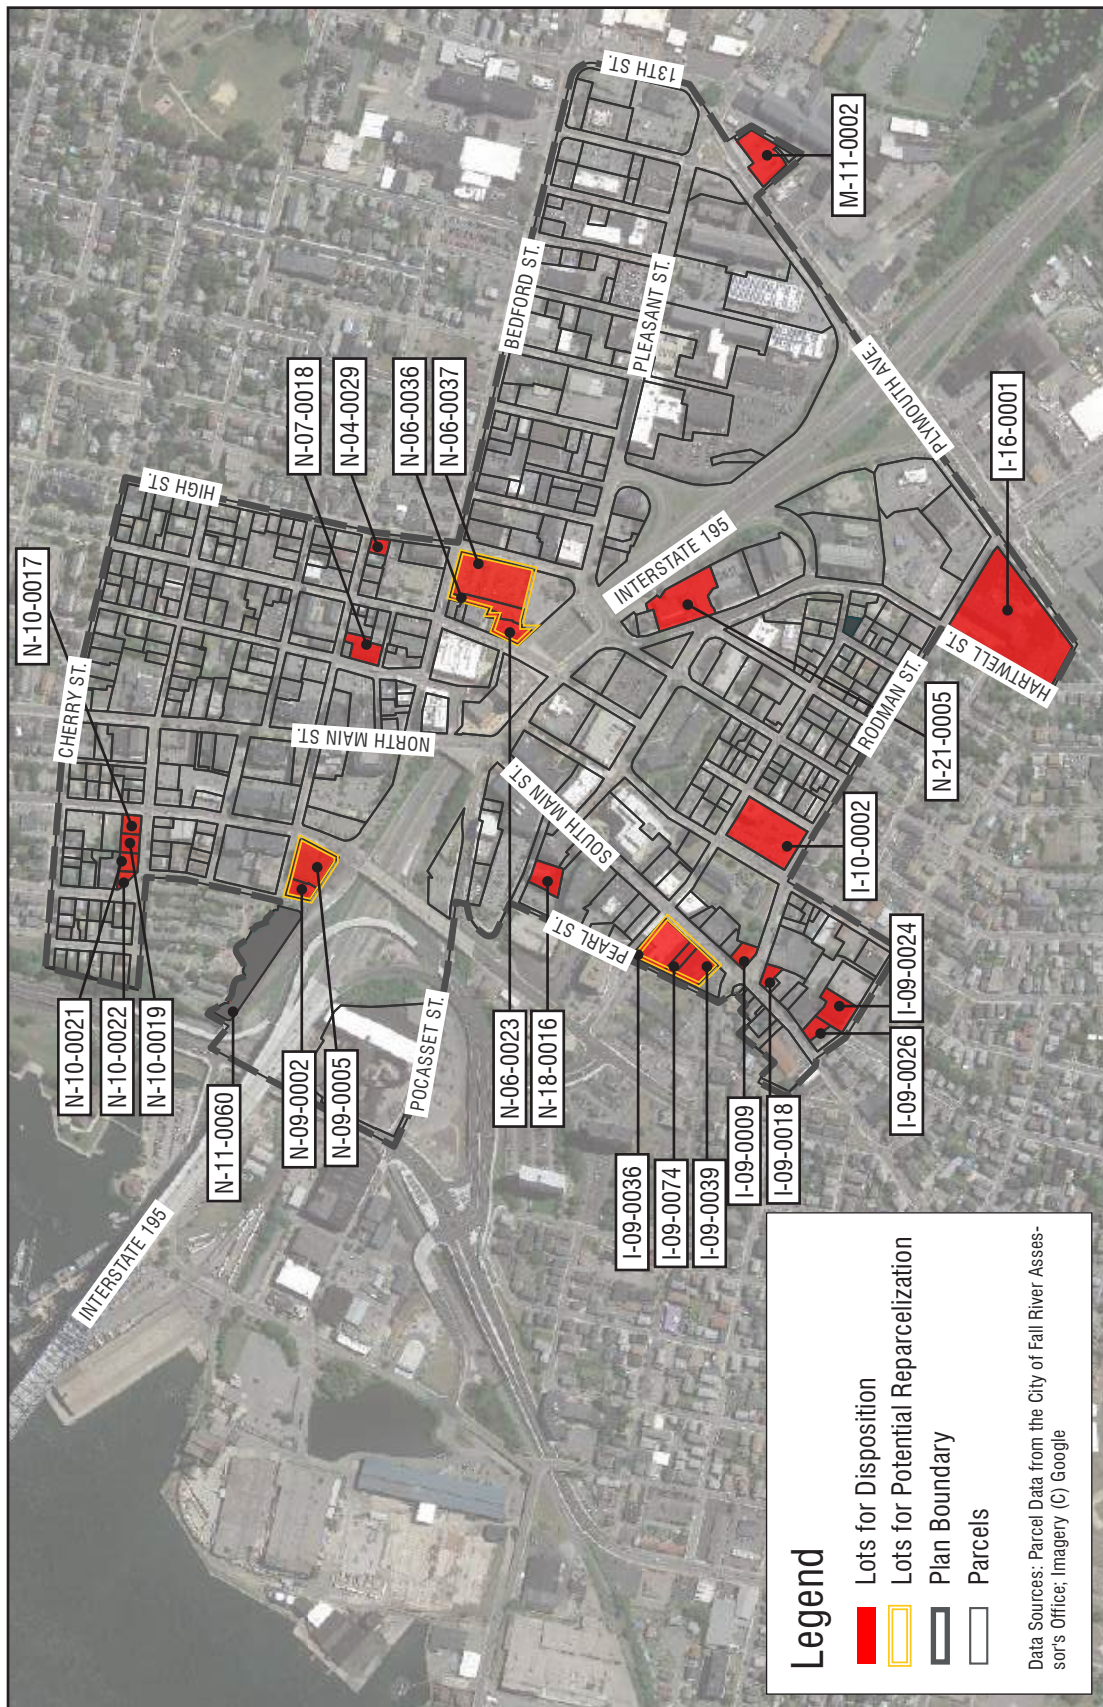 13TH ST.
M-11-0002
BEDFORD ST.
PLEASANT ST.
PLYMOUTH AVE.
I-16-0001
N-07-0018
N-04-0029
N-06-0036
N-06-0037
HIGH ST.
INTERSTATE 195
N-10-0017
CHERRY ST.
NORTH MAIN ST.
SOUTH MAIN ST.
HARTWELL ST.
RODMAN ST.
N-21-0005
I-10-0002
PEARL ST.
POCASSET ST.
N-10-0021
N-10-0022
N-10-0019
N-11-0060
N-09-0002
N-09-0005
N-06-0023
N-18-0016
I-09-0024
I-09-0026
I-09-0036
I-09-0074
I-09-0039
I-09-0009
I-09-0018
INTERSTATE 195
Legend
Lots for Disposition
Lots for Potential Reparcelization
Plan Boundary
Parcels
Data Sources: Parcel Data from the City of Fall River Asses-
sor's Office; Imagery (C) Google